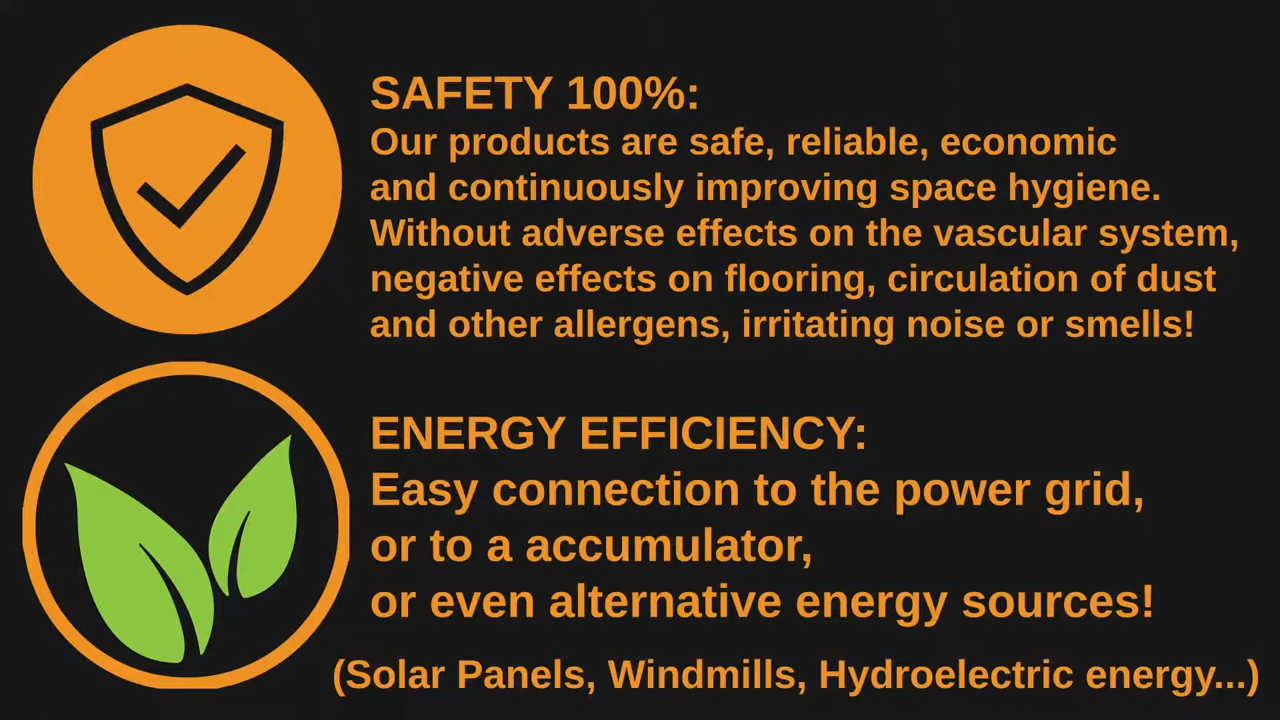 SAFETY 100%:
Our products are safe, reliable, economic
and continuously improving space hygiene.
Without adverse effects on the vascular system,
negative effects on flooring, circulation of dust
and other allergens, irritating noise or smells!
ENERGY EFFICIENCY:
Easy connection to the power grid,
or to a accumulator,
or even alternative energy sources!
(Solar Panels, Windmills, Hydroelectric energy...)